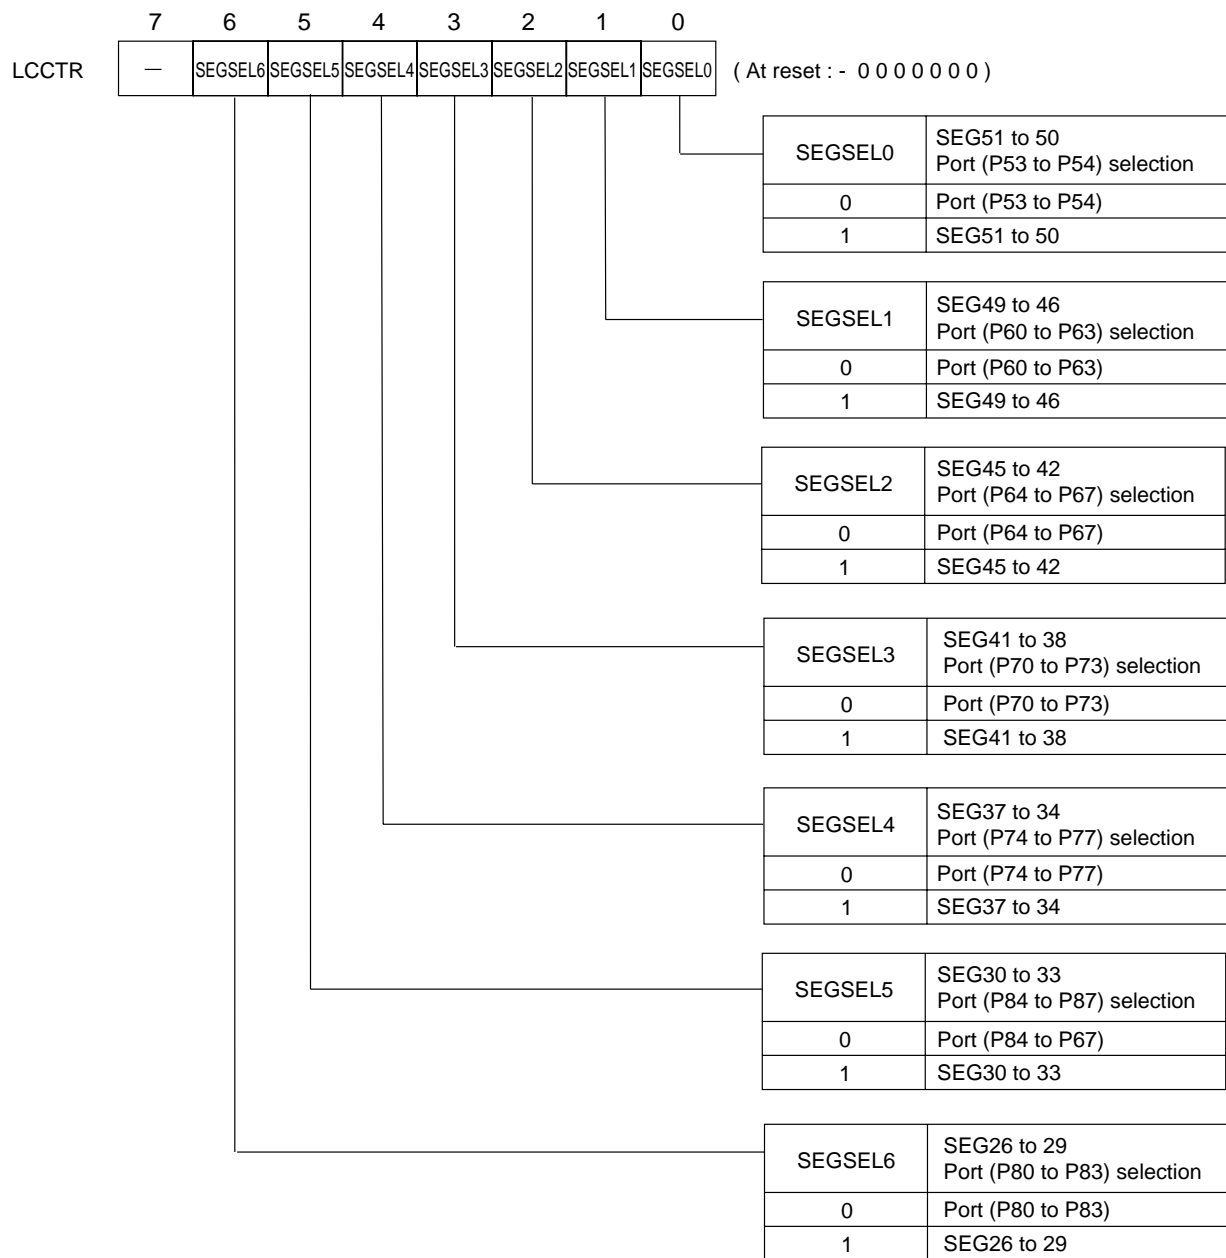 7 6 5 4 3 2 1 0
LCCTR — SEGSEL6 SEGSEL5 SEGSEL4 SEGSEL3 SEGSEL2 SEGSEL1 SEGSEL0 ( At reset : - 0 0 0 0 0 0 0 )
SEGSEL0 SEG51 to 50
Port (P53 to P54) selection
0 Port (P53 to P54)
1 SEG51 to 50
SEGSEL1 SEG49 to 46
Port (P60 to P63) selection
0 Port (P60 to P63)
1 SEG49 to 46
SEGSEL2 SEG45 to 42
Port (P64 to P67) selection
0 Port (P64 to P67)
1 SEG45 to 42
SEGSEL3 SEG41 to 38
Port (P70 to P73) selection
0 Port (P70 to P73)
1 SEG41 to 38
SEGSEL4 SEG37 to 34
Port (P74 to P77) selection
0 Port (P74 to P77)
1 SEG37 to 34
SEGSEL5 SEG30 to 33
Port (P84 to P87) selection
0 Port (P84 to P67)
1 SEG30 to 33
SEGSEL6 SEG26 to 29
Port (P80 to P83) selection
0 Port (P80 to P83)
1 SEG26 to 29